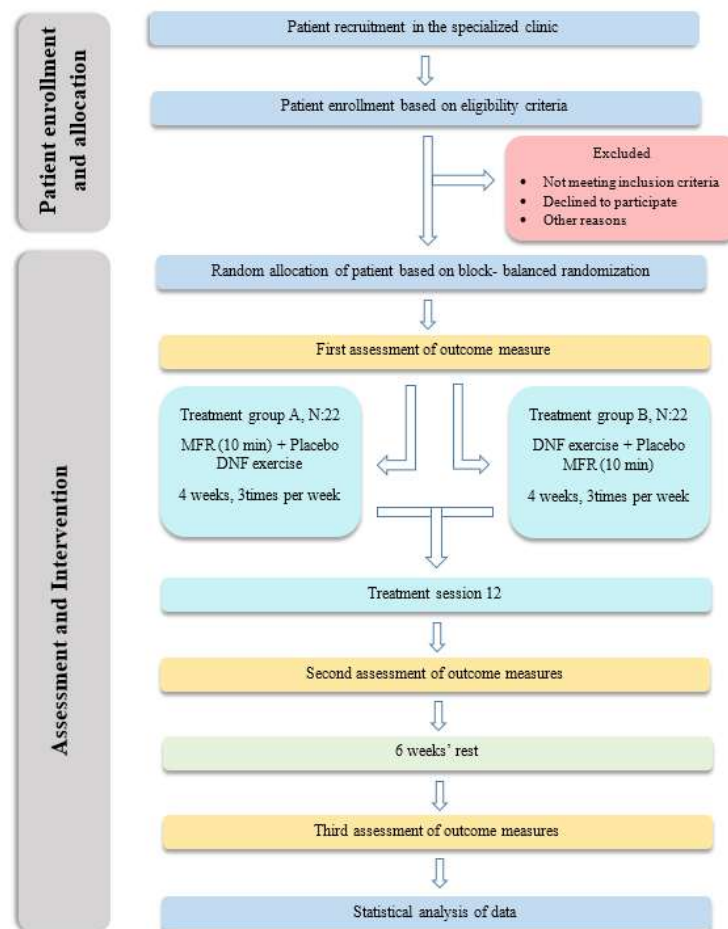 Patient enrollment
and allocation
Patient recruitment in the specialized clinic
Patient enrollment based on eligibility criteria
Excluded
• Not meeting inclusion criteria
• Declined to participate
• Other reasons
Assessment and Intervention
Random allocation of patient based on block- balanced randomization
First assessment of outcome measure
Treatment group A, N:22
MFR (10 min) + Placebo
DNF exercise
4 weeks, 3times per week
Treatment group B, N:22
DNF exercise + Placebo
MFR (10 min)
4 weeks, 3times per week
Treatment session 12
Second assessment of outcome measures
6 weeks’ rest
Third assessment of outcome measures
Statistical analysis of data